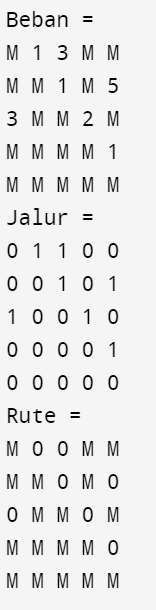 Beban =
M 1 3 M M
M M 1 M 5
3 M M 2 M
M M M M 1
M M M M M
Jalur =
0 1 1 0 0
0 0 1 0 1
1 0 0 1 0
0 0 0 0 1
0 0 0 0 0
Rute =
M 0 0 M M
M M 0 M 0
0 M M 0 M
M M M M 0
M M M M M